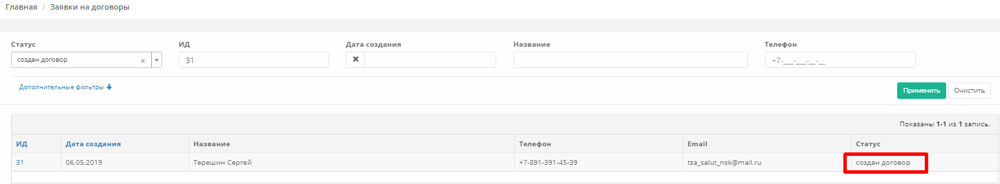 Главная / Заявки на договоры
Статус ИД Дата создания Название Телефон
создан договор × 31 ✖ +7-___-___-__-__
Дополнительные фильтры Применить Очистить
Показаны 1-1 из 1 запись.
ИД Дата создания Название Телефон Email Статус
31 06.05.2019 Терешин Сергей +7-891-391-45-39 tsa_salut_nsk@mail.ru создан договор